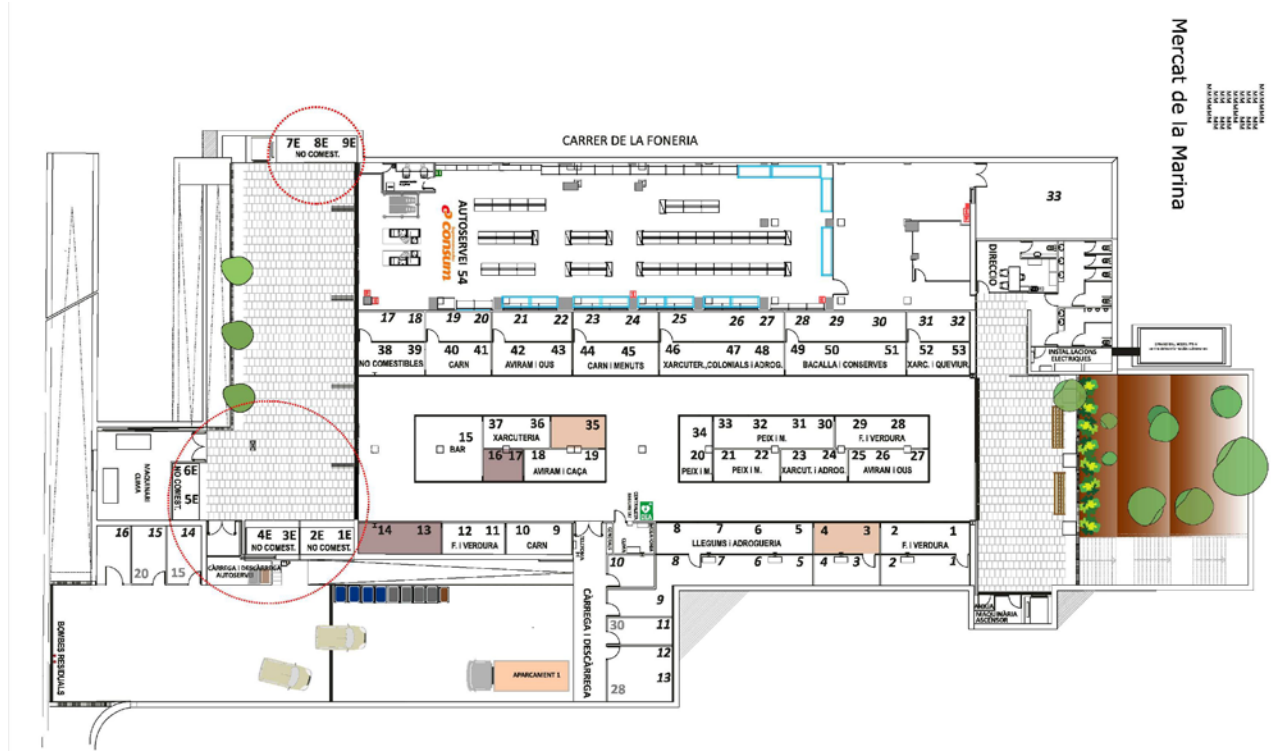 Mercat de la Marina
CARRER DE LA FONERIA
7E 8E 9E
NO COMEST.
AUTOSERVEI 54
consum
33
DIRECCIO
INSTAL.LACIONS
ELECTRIQUES
17 18 19 20 21 22 23 24 25 26 27 28 29 30 31 32
38 39 40 41 42 43 44 45 46 47 48 49 50 51 52 53
NO COMESTIBLES
CARN
AVIRAM I OUS
CARN I MENUTS
XARCUTER.,COLONIALS i ADROG.
BACALLA I CONSERVES
XARC. I QUEVIUR.
15
BAR
37 36 35
XARCUTERIA
16 17 18 19
AVIRAM I CAÇA
34 33 32 31 30 29 28
PEIX I M.
F. I VERDURA
20 21 22 23 24 25 26 27
PEIX I M.
PEIX I M.
XARCUT. I ADROG.
AVIRAM I OUS
MAQUINARI
CLIMA
6E
5E
NO COMEST.
4E 3E
NO COMEST.
2E 1E
NO COMEST.
14 13
12 11
F. I VERDURA
10 9
CARN
8 7 6 5
LLEGUMS i ADROGUERIA
4 3
2 1
F. I VERDURA
16 15 14
20 15
CÀRREGA I DESCÀRREGA
AUTOSERVEI
10
8 7 6 5 4 3 2 1
9
30 11
12
13
28
CÀRREGA I DESCÀRREGA
MAQUINÀRIA
ASCENSOR
BOMBES RESIDUALS
APARCAMENT 1